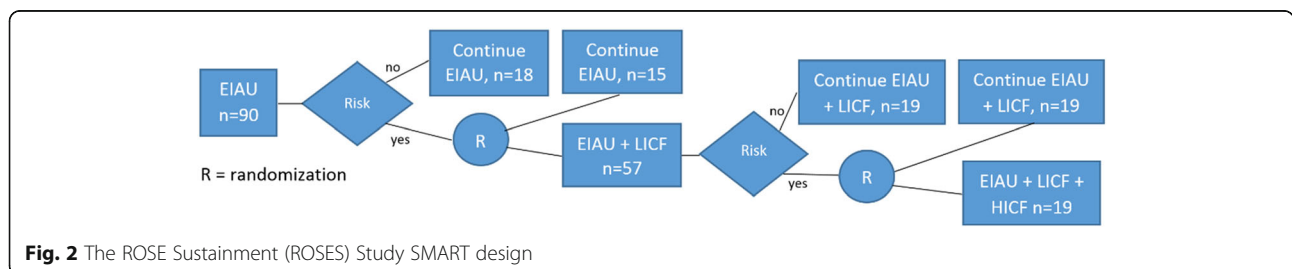 EIAU
n=90
Risk
no
yes
Continue
EIAU, n=18
Continue
EIAU, n=15
R
EIAU + LICF
n=57
Risk
no
yes
Continue EIAU
+ LICF, n=19
Continue EIAU
+ LICF, n=19
R
EIAU + LICF +
HICF n=19
R = randomization
Fig. 2 The ROSE Sustainment (ROSES) Study SMART design